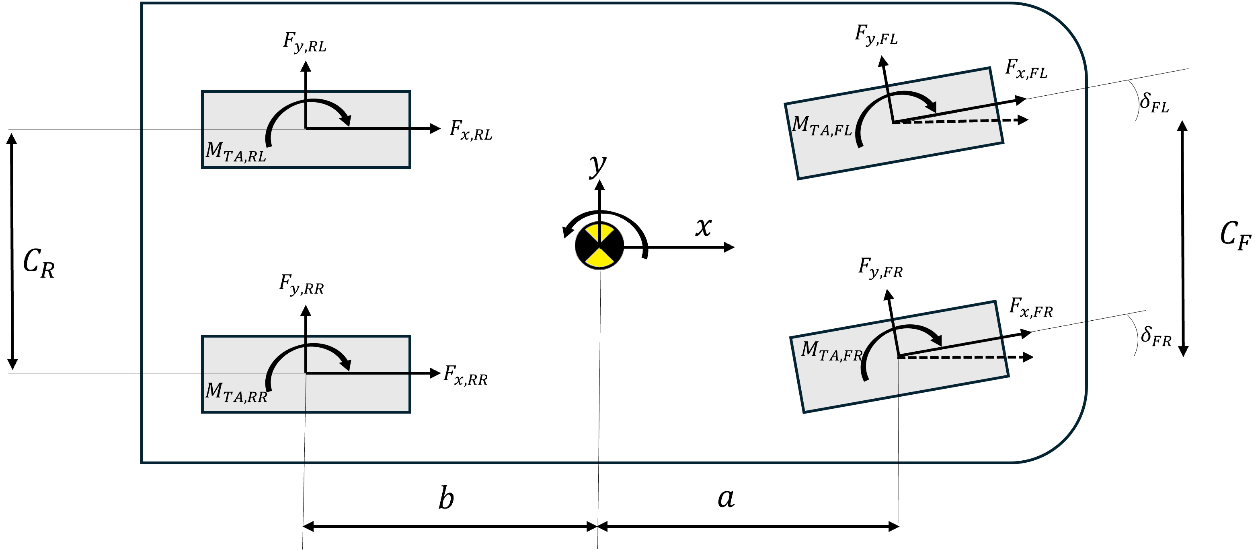 F_{y,FL}
F_{y,RL}
F_{x,FL}
δ_{FL}
M_{TA,FL}
F_{x,RL}
M_{TA,RL}
y
x
C_F
C_R
F_{y,FR}
F_{y,RR}
F_{x,FR}
δ_{FR}
M_{TA,FR}
F_{x,RR}
M_{TA,RR}
b
a